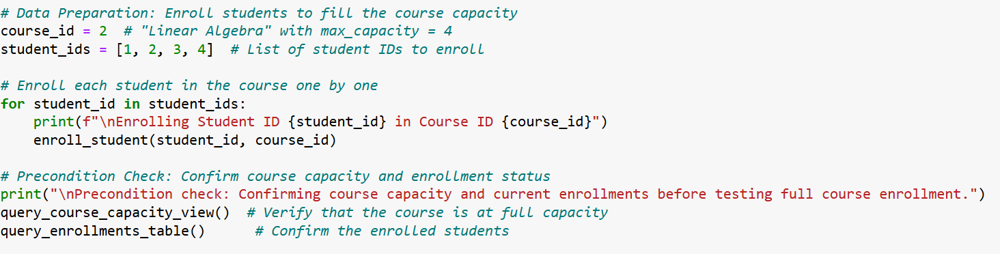 # Data Preparation: Enroll students to fill the course capacity
course_id = 2  # "Linear Algebra" with max_capacity = 4
student_ids = [1, 2, 3, 4]  # List of student IDs to enroll

# Enroll each student in the course one by one
for student_id in student_ids:
    print(f"\nEnrolling Student ID {student_id} in Course ID {course_id}")
    enroll_student(student_id, course_id)

# Precondition Check: Confirm course capacity and enrollment status
print("\nPrecondition check: Confirming course capacity and current enrollments before testing full course enrollment.")
query_course_capacity_view()  # Verify that the course is at full capacity
query_enrollments_table()      # Confirm the enrolled students